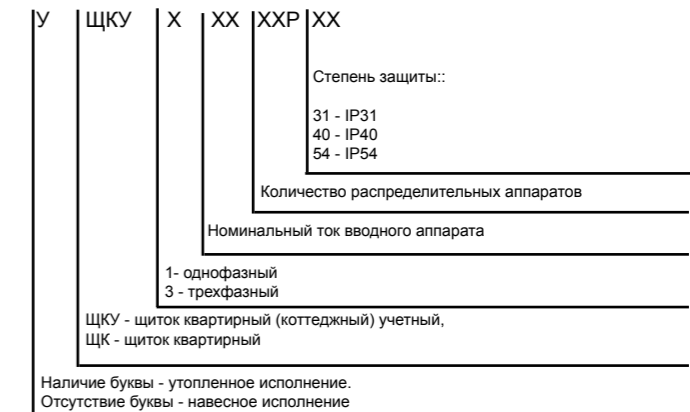 У ЩКУ Х ХХ ХХР ХХ
Степень защиты::
31 - IP31
40 - IP40
54 - IP54
Количество распределительных аппаратов
Номинальный ток вводного аппарата
1- однофазный
3 - трехфазный
ЩКУ - щиток квартирный (коттеджный) учетный,
ЩК - щиток квартирный
Наличие буквы - утопленное исполнение.
Отсутствие буквы - навесное исполнение